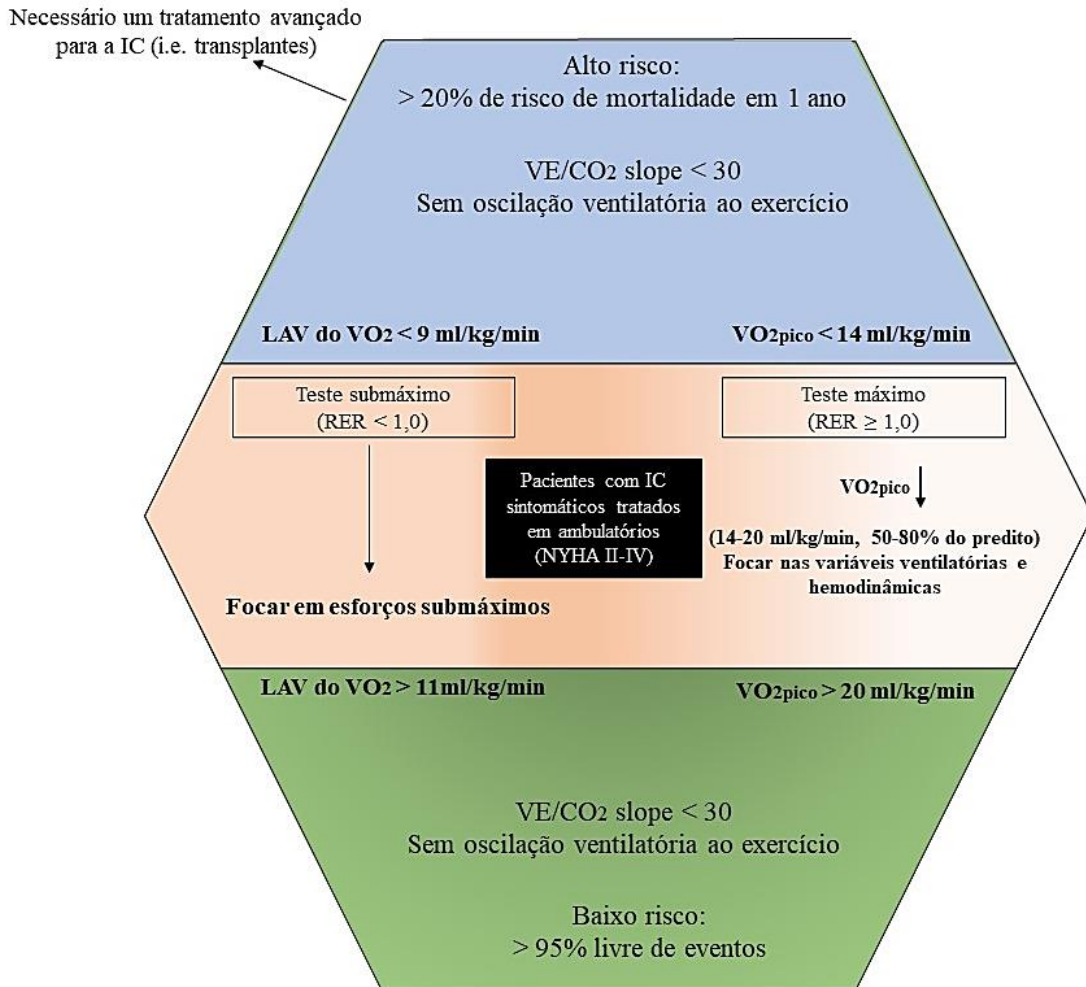 Necessário um tratamento avançado
para a IC (i.e. transplantes)
Alto risco:
> 20% de risco de mortalidade em 1 ano
VE/CO2 slope < 30
Sem oscilação ventilatória ao exercício
LAV do VO2 < 9 ml/kg/min
VO2pico < 14 ml/kg/min
Teste submáximo
(RER < 1,0)
Teste máximo
(RER ≥ 1,0)
Pacientes com IC
sintomáticos tratados
em ambulatórios
(NYHA II-IV)
VO2pico
(14-20 ml/kg/min, 50-80% do predito)
Focar nas variáveis ventilatórias e
hemodinâmicas
Focar em esforços submáximos
LAV do VO2 > 11ml/kg/min
VO2pico > 20 ml/kg/min
VE/CO2 slope < 30
Sem oscilação ventilatória ao exercício
Baixo risco:
> 95% livre de eventos